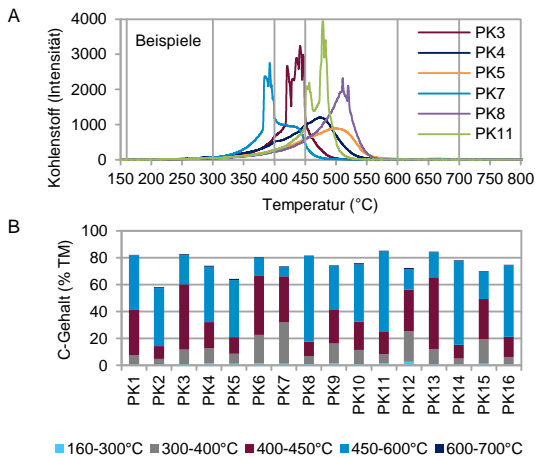 A
Kohlenstoff (Intensität)
4000
3000
2000
1000
0
Beispiele
PK3
PK4
PK5
PK7
PK8
PK11
150 200 250 300 350 400 450 500 550 600 650 700 750 800
Temperatur (°C)
B
C-Gehalt (% TM)
100
80
60
40
20
0
PK1 PK2 PK3 PK4 PK5 PK6 PK7 PK8 PK9 PK10 PK11 PK12 PK13 PK14 PK15 PK16
160-300°C 300-400°C 400-450°C 450-600°C 600-700°C